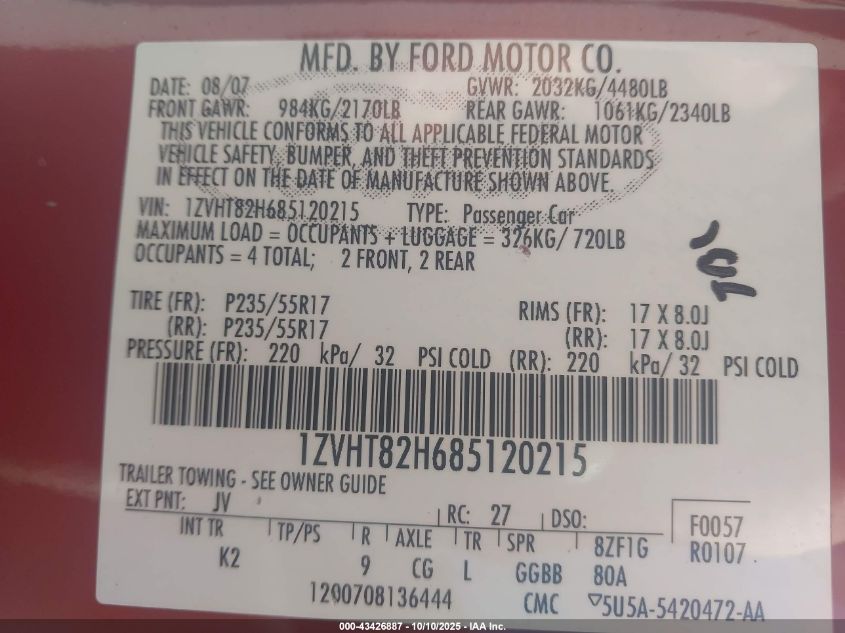 MFD. BY FORD MOTOR CO.
DATE: 08/07 GVWR: 2032KG/4480LB
FRONT GAWR: 984KG/2170LB REAR GAWR: 1061KG/2340LB
THIS VEHICLE CONFORMS TO ALL APPLICABLE FEDERAL MOTOR
VEHICLE SAFETY, BUMPER, AND THEFT PREVENTION STANDARDS
IN EFFECT ON THE DATE OF MANUFACTURE SHOWN ABOVE.
VIN: 1ZVHT82H685120215 TYPE: Passenger Car
MAXIMUM LOAD = OCCUPANTS + LUGGAGE = 326KG/ 720LB
OCCUPANTS = 4 TOTAL; 2 FRONT, 2 REAR
TIRE (FR): P235/55R17 RIMS (FR): 17 X 8.0J
(RR): P235/55R17 (RR): 17 X 8.0J
PRESSURE (FR): 220 kPa/ 32 PSI COLD (RR): 220 kPa/ 32 PSI COLD
1ZVHT82H685120215
TRAILER TOWING - SEE OWNER GUIDE
EXT PNT: JV RC: 27 DSO: F0057
INT TR TP/PS R AXLE TR SPR 8ZF1G R0107
K2 9 CG L GGBB 80A
1200708136444 CMC 5U5A-5420472-AA
000-43426887 - 10/10/2025 - IAA Inc.